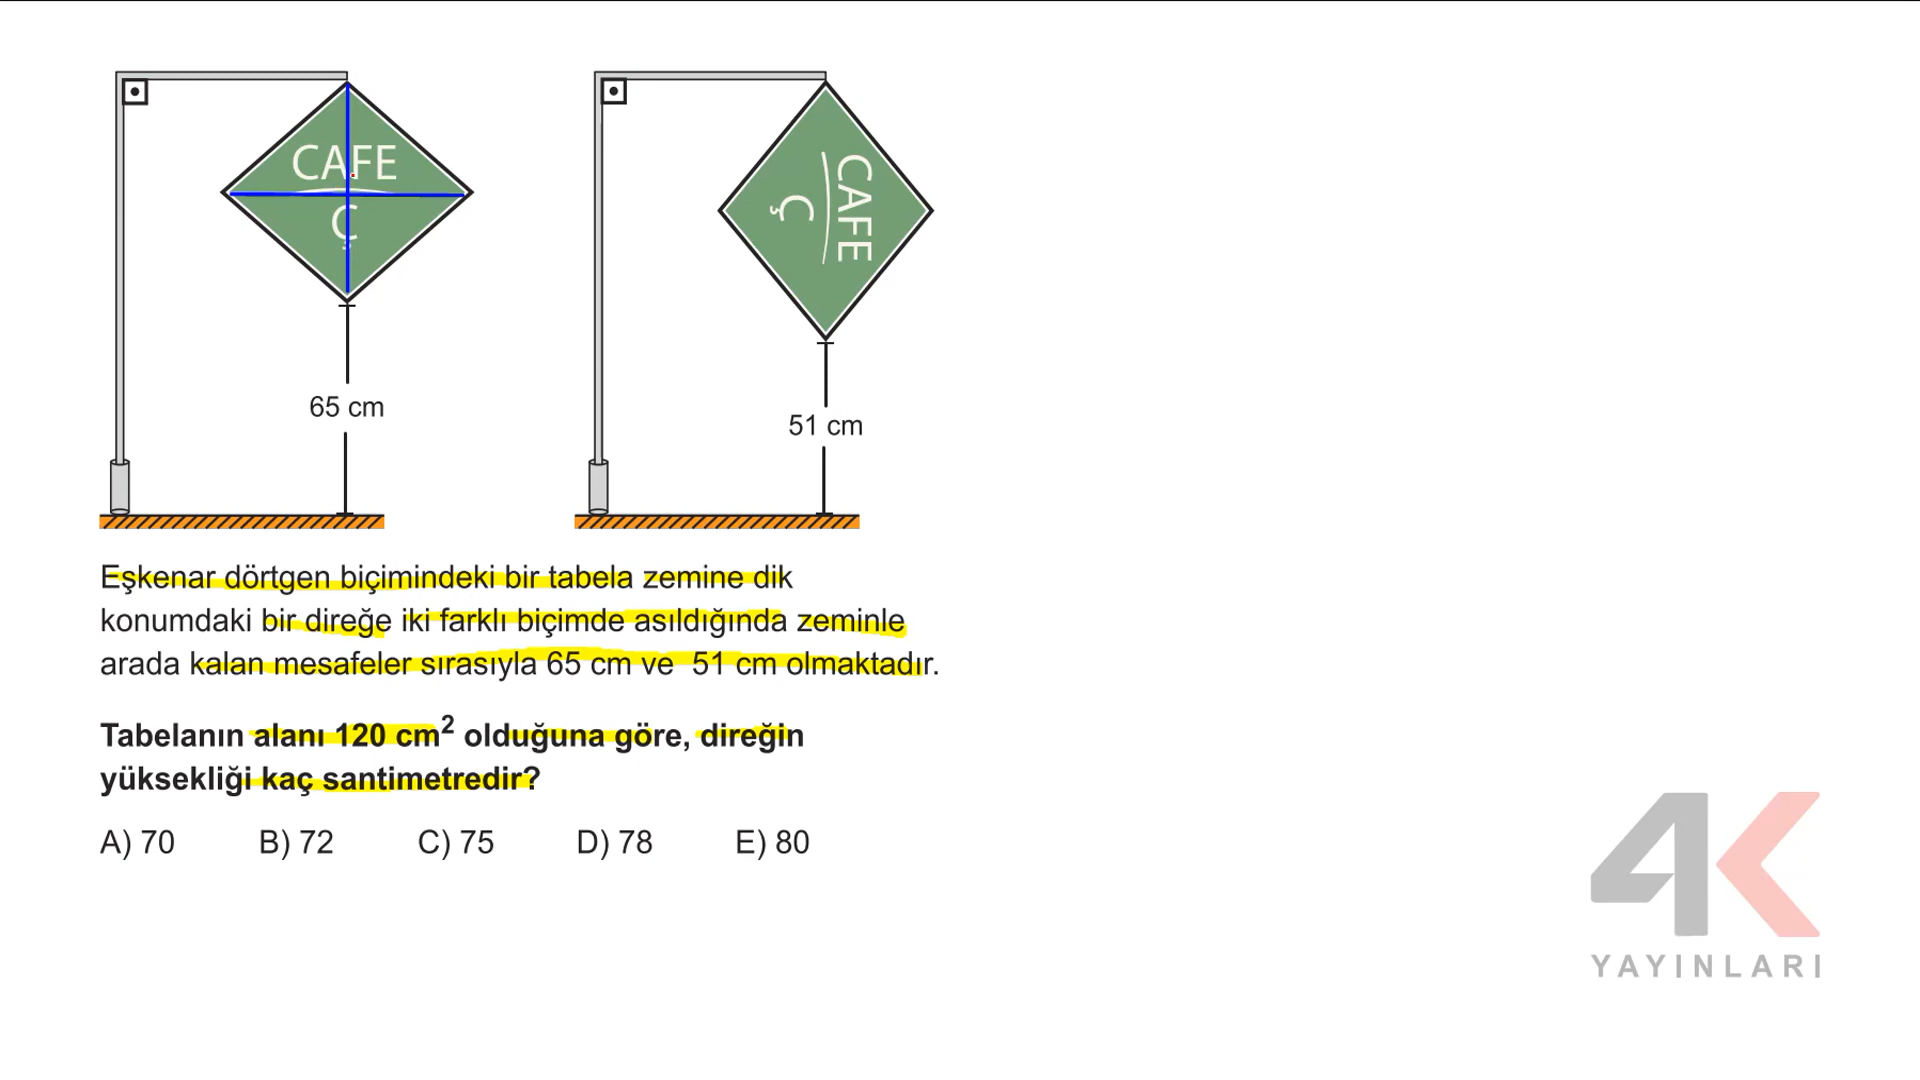 CAFE
Ç
CAFE
Ç
65 cm
51 cm
Eşkenar dörtgen biçimindeki bir tabela zemine dik
konumdaki bir direğe iki farklı biçimde asıldığında zeminle
arada kalan mesafeler sırasıyla 65 cm ve 51 cm olmaktadır.
Tabelanın alanı 120 cm² olduğuna göre, direğin
yüksekliği kaç santimetredir?
A) 70 B) 72 C) 75 D) 78 E) 80
4K
YAYINLARI